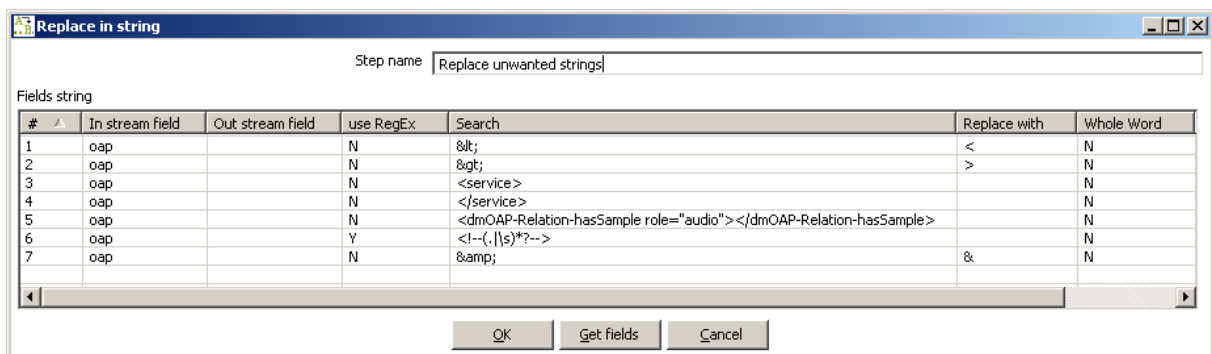 Replace in string
Step name Replace unwanted strings
Fields string
# In stream field Out stream field use RegEx Search Replace with Whole Word
1 oap N &lt; < N
2 oap N &gt; > N
3 oap N <service> N
4 oap N </service> N
5 oap N <dmOAP-Relation-hasSample role="audio"></dmOAP-Relation-hasSample> N
6 oap Y <!--(.|\s)*?--> N
7 oap N &amp; & N
OK Get fields Cancel